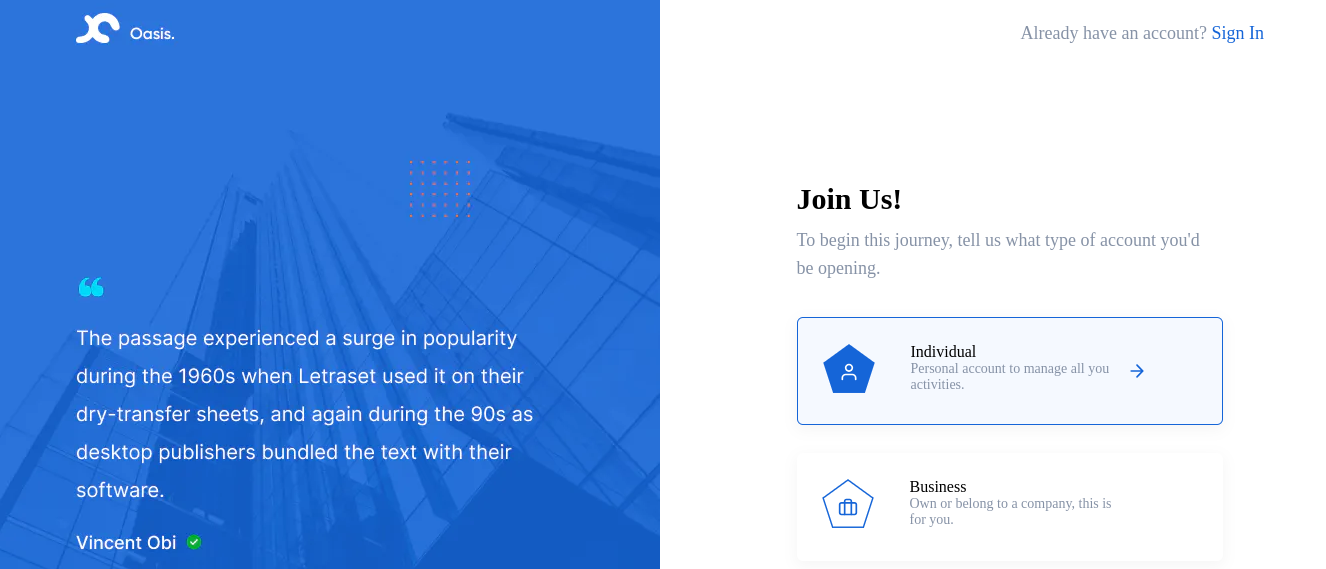 Oasis.
The passage experienced a surge in popularity
during the 1960s when Letraset used it on their
dry-transfer sheets, and again during the 90s as
desktop publishers bundled the text with their
software.
Vincent Obi
Already have an account? Sign In
Join Us!
To begin this journey, tell us what type of account you'd
be opening.
Individual
Personal account to manage all you
activities.
Business
Own or belong to a company, this is
for you.